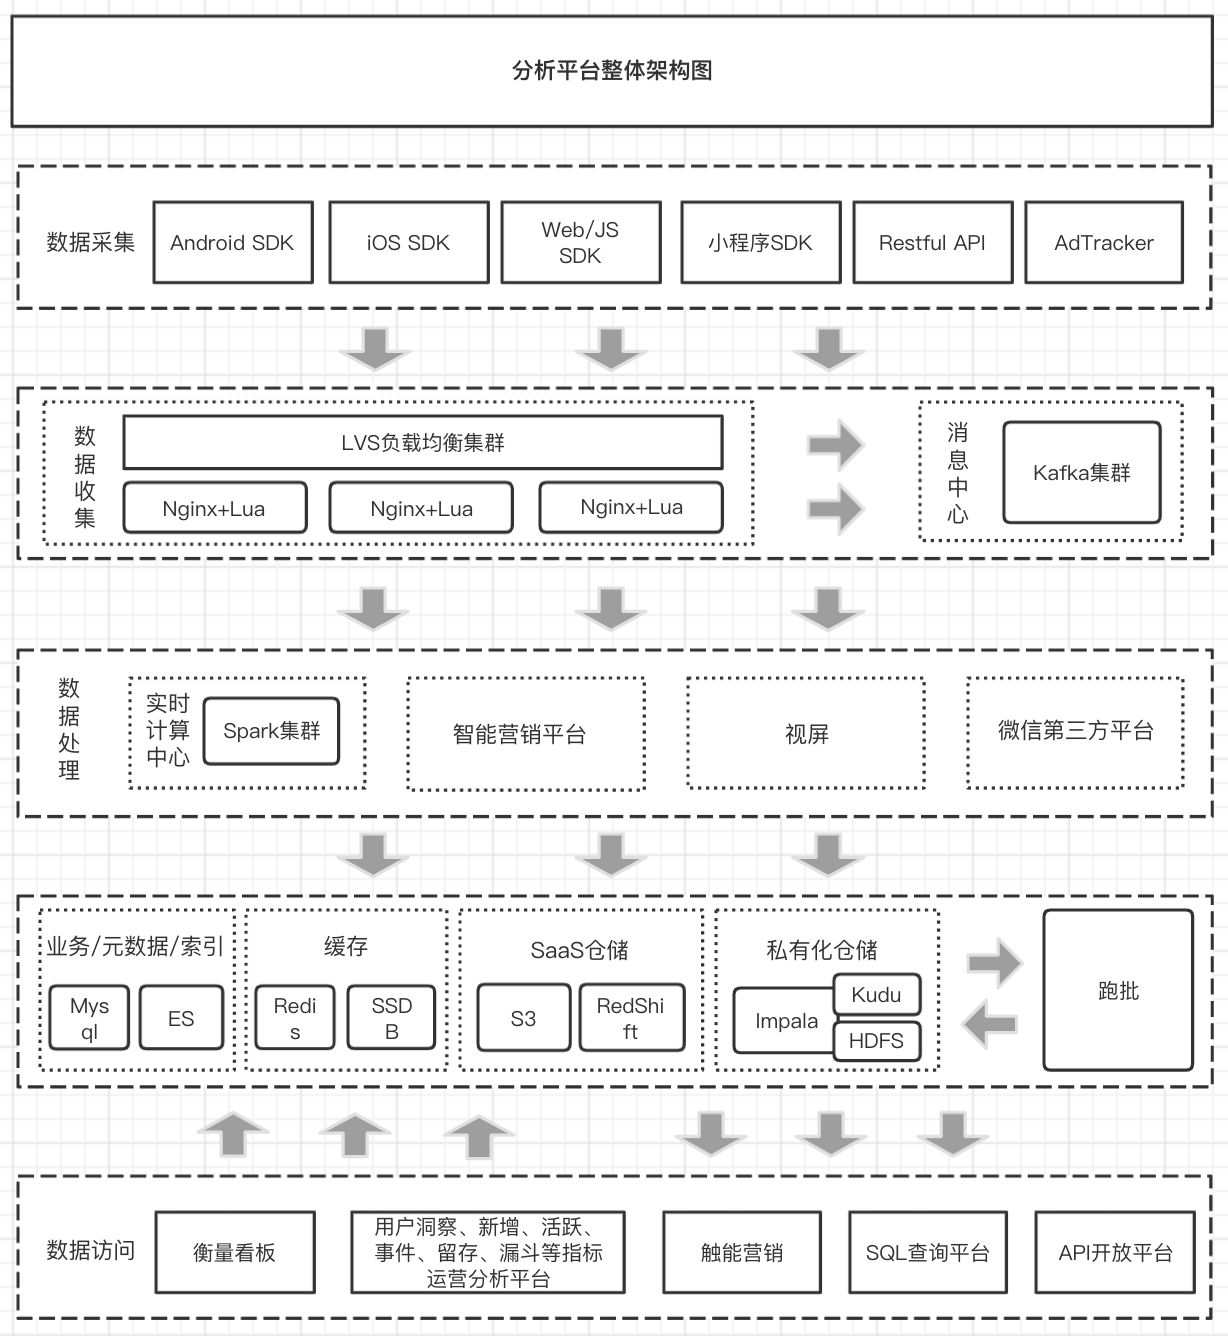 分析平台整体架构图
数据采集
Android SDK
iOS SDK
Web/JS
SDK
小程序SDK
Restful API
AdTracker
数
据
收
集
LVS负载均衡集群
Nginx+Lua
Nginx+Lua
Nginx+Lua
消
息
中
心
Kafka集群
数
据
处
理
实时
计算
中心
Spark集群
智能营销平台
视屏
微信第三方平台
业务/元数据/索引
Mys
ql
ES
缓存
Redi
s
SSD
B
SaaS仓储
S3
RedShi
ft
私有化仓储
Impala
Kudu
HDFS
跑批
数据访问
衡量看板
用户洞察、新增、活跃、
事件、留存、漏斗等指标
运营分析平台
触能营销
SQL查询平台
API开放平台